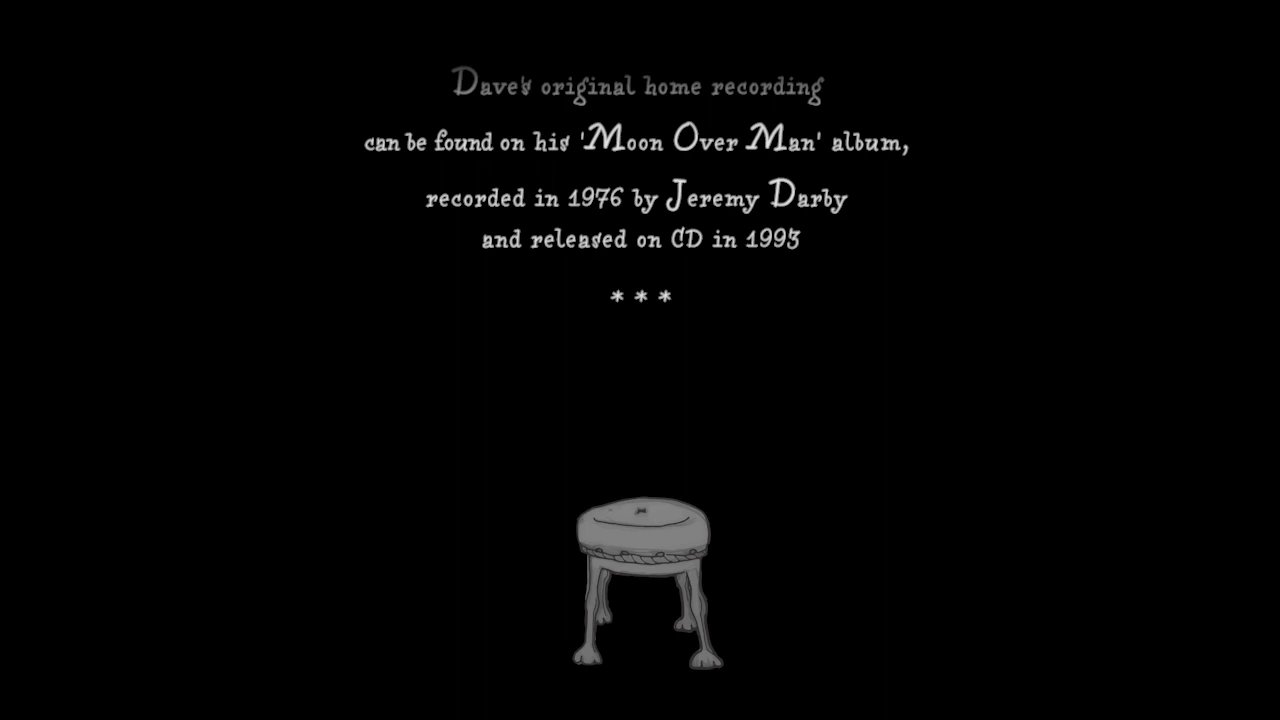 Dave's original home recording
can be found on his 'Moon Over Man' album,
recorded in 1976 by Jeremy Darby
and released on CD in 1993
* * *